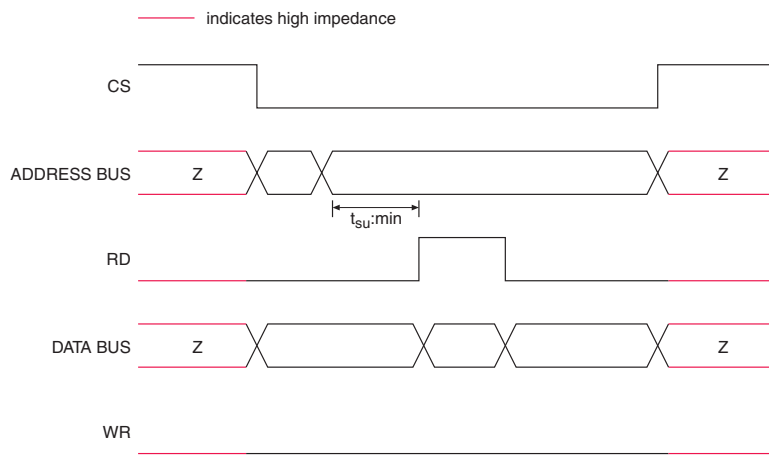 indicates high impedance
CS
ADDRESS BUS Z Z
t_su:min
RD
DATA BUS Z Z
WR